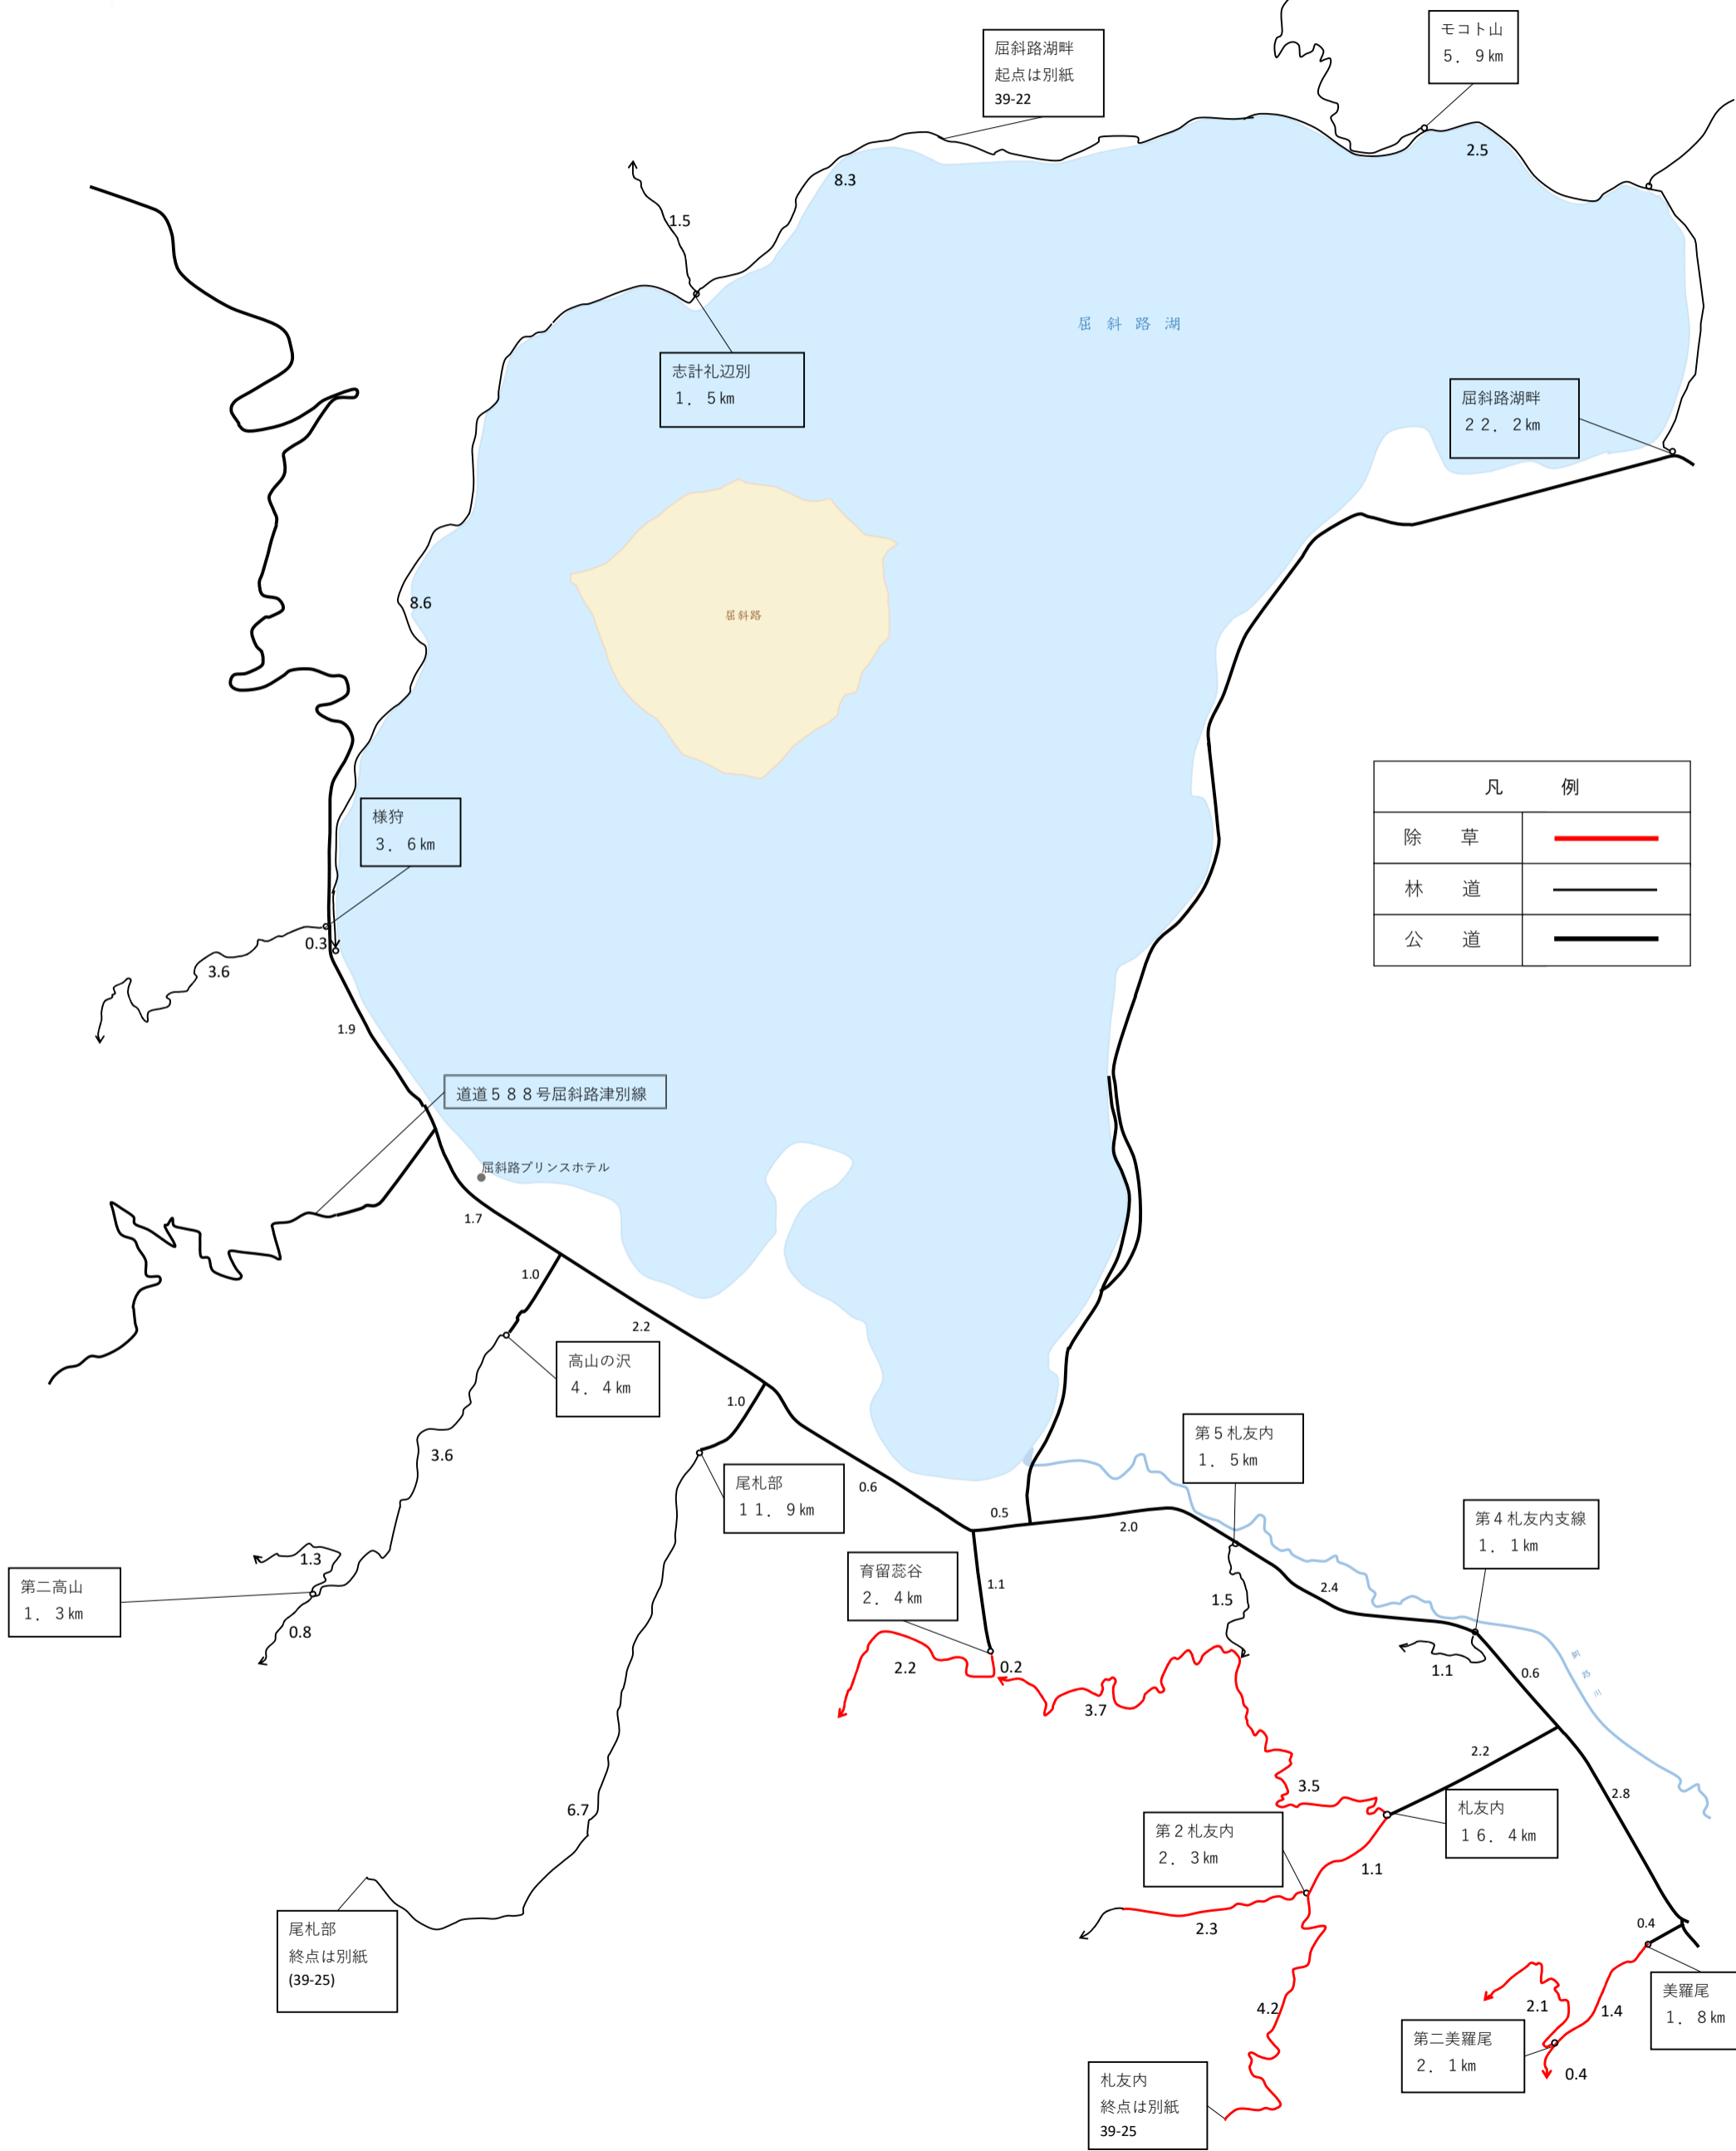 モコト山
５．９㎞
屈斜路湖畔
起点は別紙
39-22
2.5
8.3
1.5
屈 斜 路 湖
志計礼辺別
１．５㎞
屈斜路湖畔
２２．２㎞
8.6
屈斜路
凡 例
除 草
林 道
公 道
様狩
３．６㎞
0.3
3.6
1.9
道道５８８号屈斜路津別線
屈斜路プリンスホテル
1.7
1.0
2.2
高山の沢
４．４㎞
1.0
3.6
尾札部
１１．９㎞
0.6
0.5
2.0
第５札友内
１．５㎞
第４札友内支線
１．１㎞
1.3
第二高山
１．３㎞
0.8
育留蕊谷
２．４㎞
1.1
1.5
2.4
1.1
0.6
釧路川
2.2
0.2
3.7
2.2
3.5
2.8
6.7
札友内
１６．４㎞
第２札友内
２．３㎞
1.1
2.3
0.4
尾札部
終点は別紙
(39-25)
4.2
2.1
1.4
美羅尾
１．８㎞
第二美羅尾
２．１㎞
0.4
札友内
終点は別紙
39-25